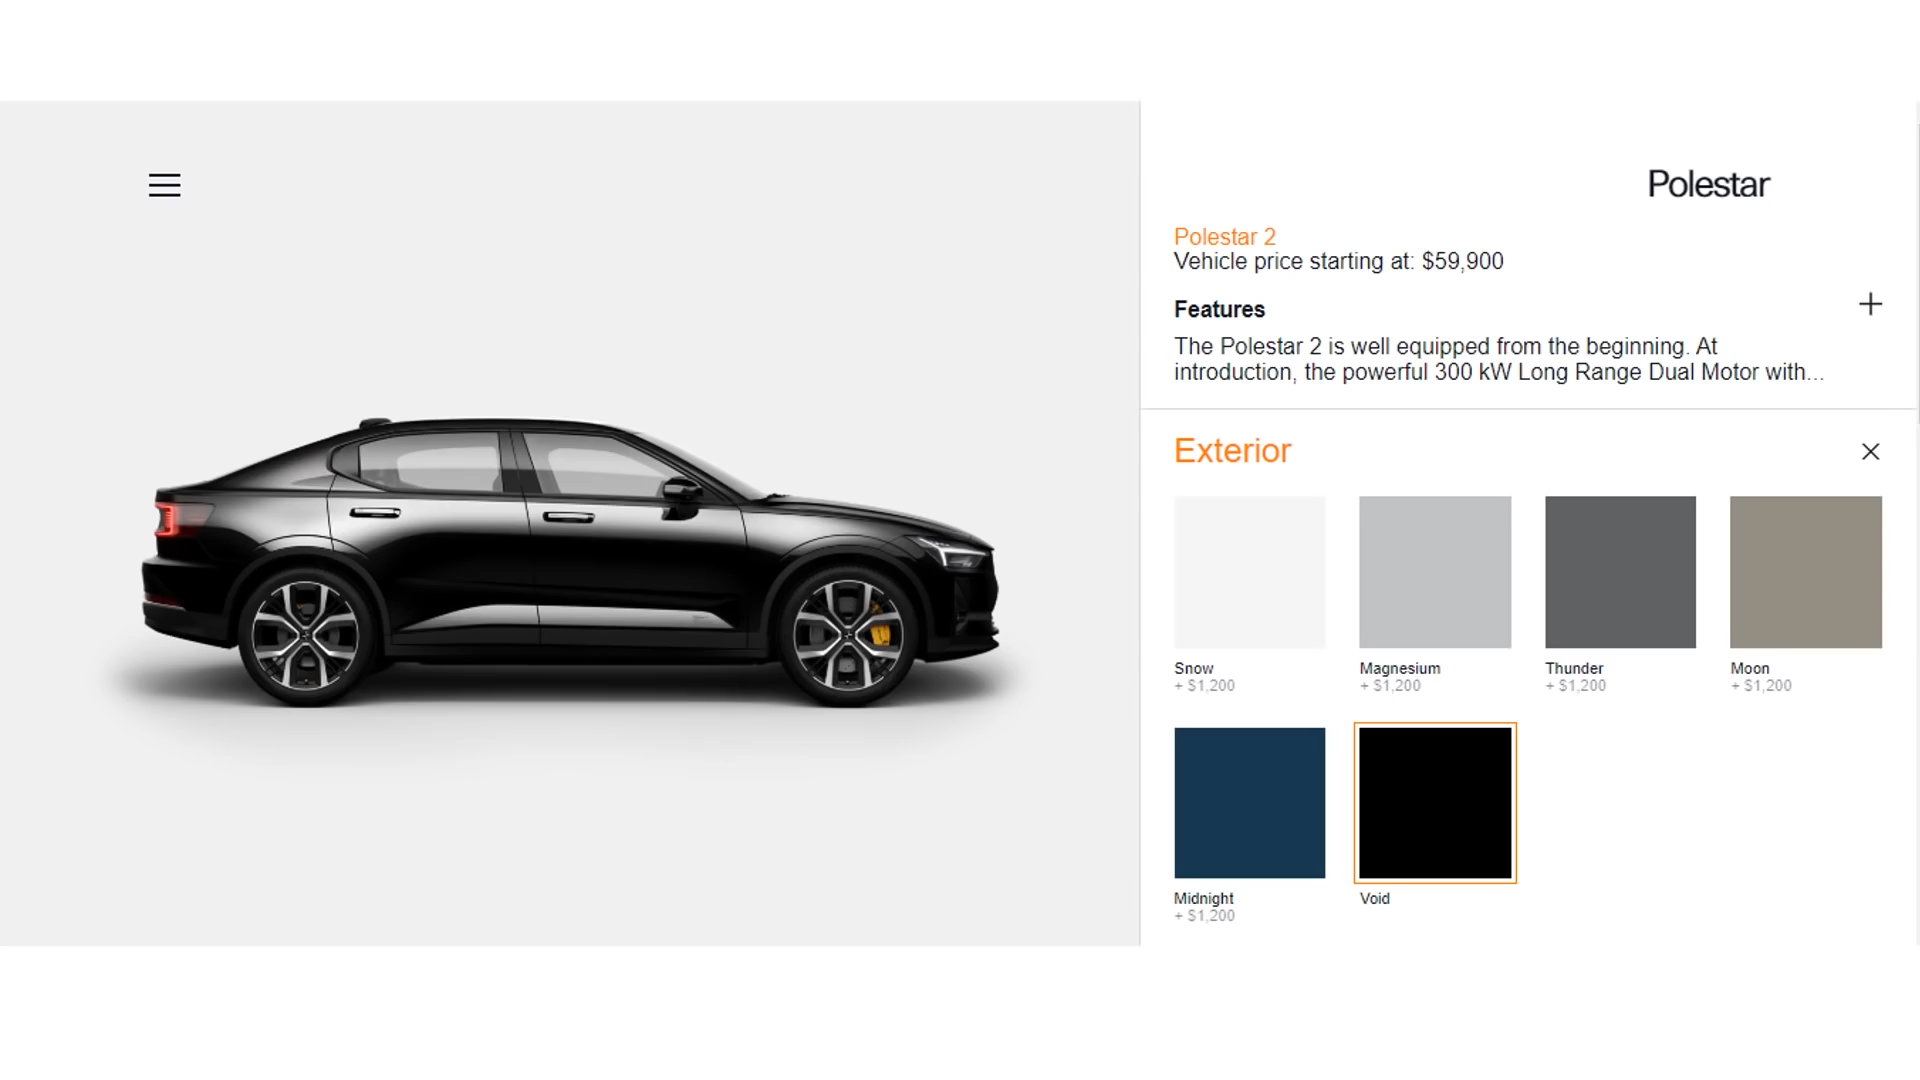 Polestar
Polestar 2
Vehicle price starting at: $59,900
Features
The Polestar 2 is well equipped from the beginning. At
introduction, the powerful 300 kW Long Range Dual Motor with...
Exterior
Snow
+ $1,200
Magnesium
+ $1,200
Thunder
+ $1,200
Moon
+ $1,200
Midnight
+ $1,200
Void